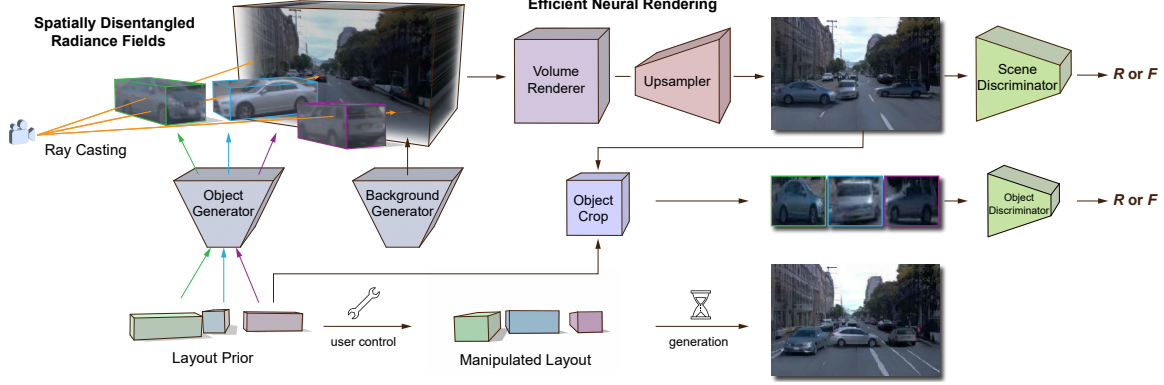 Efficient Neural Rendering
Spatially Disentangled
Radiance Fields
Volume
Renderer
Upsampler
Scene
Discriminator
R or F
Ray Casting
Object
Generator
Background
Generator
Object
Crop
Object
Discriminator
R or F
user control
generation
Layout Prior
Manipulated Layout